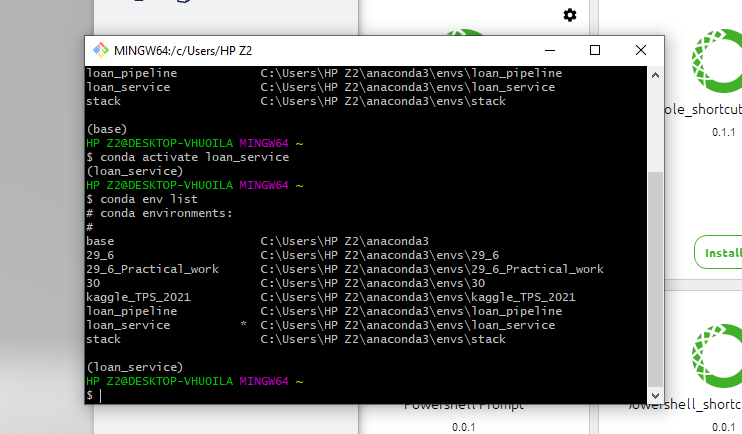 MINGW64:/c/Users/HP Z2
loan_pipeline C:\Users\HP Z2\anaconda3\envs\loan_pipeline
loan_service C:\Users\HP Z2\anaconda3\envs\loan_service
stack C:\Users\HP Z2\anaconda3\envs\stack
(base)
HP Z2@DESKTOP-VHUOILA MINGW64 ~
$ conda activate loan_service
(loan_service)
HP Z2@DESKTOP-VHUOILA MINGW64 ~
$ conda env list
# conda environments:
#
base C:\Users\HP Z2\anaconda3
29_6 C:\Users\HP Z2\anaconda3\envs\29_6
29_6_Practical_work C:\Users\HP Z2\anaconda3\envs\29_6_Practical_work
30 C:\Users\HP Z2\anaconda3\envs\30
kaggle_TPS_2021 C:\Users\HP Z2\anaconda3\envs\kaggle_TPS_2021
loan_pipeline C:\Users\HP Z2\anaconda3\envs\loan_pipeline
loan_service * C:\Users\HP Z2\anaconda3\envs\loan_service
stack C:\Users\HP Z2\anaconda3\envs\stack
(loan_service)
HP Z2@DESKTOP-VHUOILA MINGW64 ~
$
ole_shortcut
0.1.1
Install
Powershell Prompt
0.0.1
owershell_shortc
0.0.1